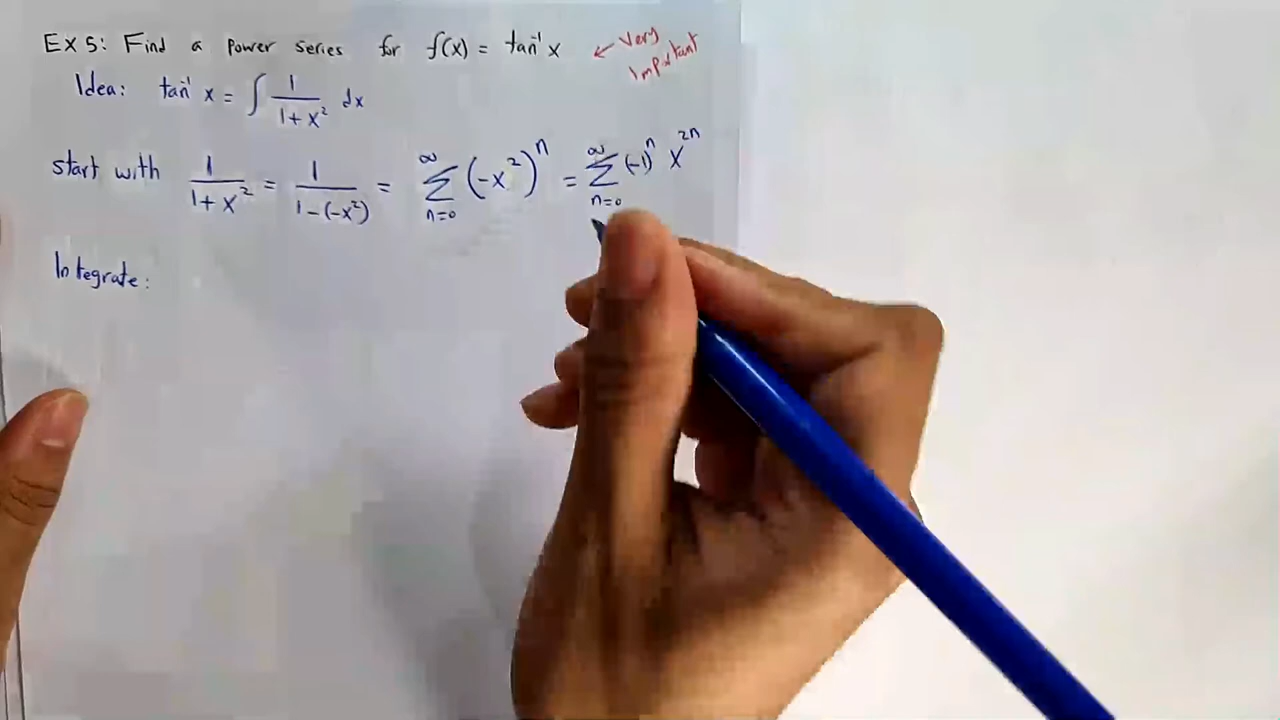 EX 5: Find a power series for f(x) = tan⁻¹ x ← Very Important
Idea: tan⁻¹ x = ∫ 1/(1+x²) dx
start with 1/(1+x²) = 1/(1-(-x²)) = ∞ Σ n=0 (-x²)ⁿ = ∞ Σ n=0 (-1)ⁿ x²ⁿ
Integrate: